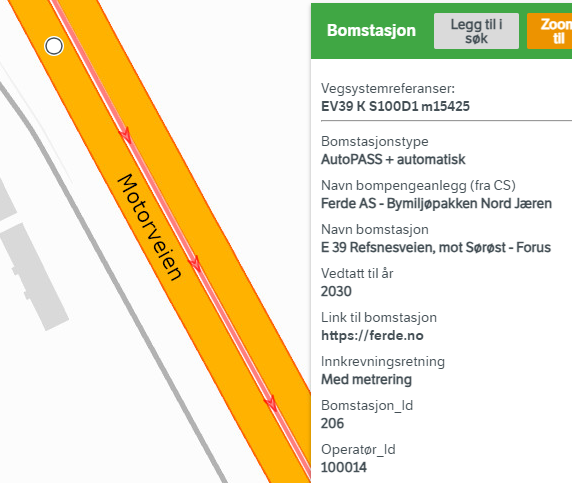 Motorveien
Bomstasjon
Legg til i
søk
Zoom
til
Vegsystemreferanser:
EV39 K S100D1 m15425
Bomstasjonstype
AutoPASS + automatisk
Navn bompengeanlegg (fra CS)
Ferde AS - Bymiljøpakken Nord Jæren
Navn bomstasjon
E 39 Refsnesveien, mot Sørøst - Forus
Vedtatt til år
2030
Link til bomstasjon
https://ferde.no
Innkrevningsretning
Med metrering
Bomstasjon_Id
206
Operatør_Id
100014